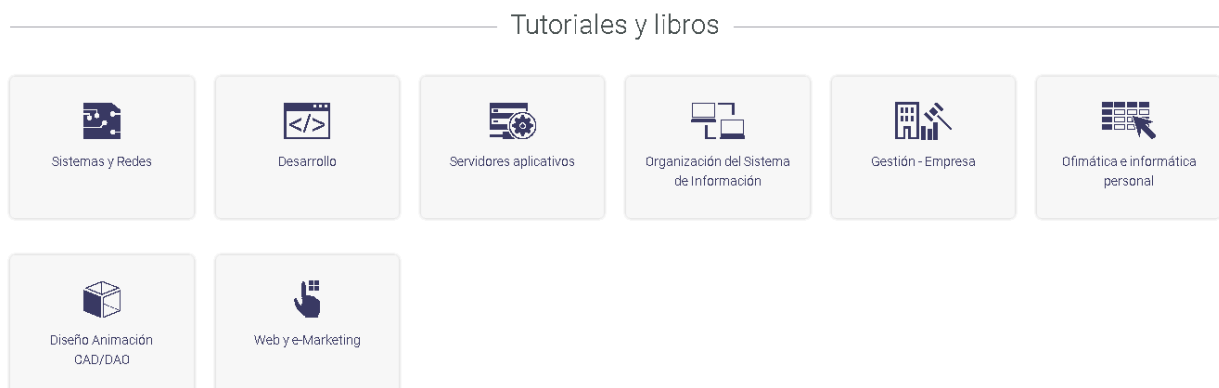 Tutoriales y libros
Sistemas y Redes
Desarrollo
Servidores aplicativos
Organización del Sistema
de Información
Gestión - Empresa
Ofimática e informática
personal
Diseño Animación
CAD/DAO
Web y e-Marketing